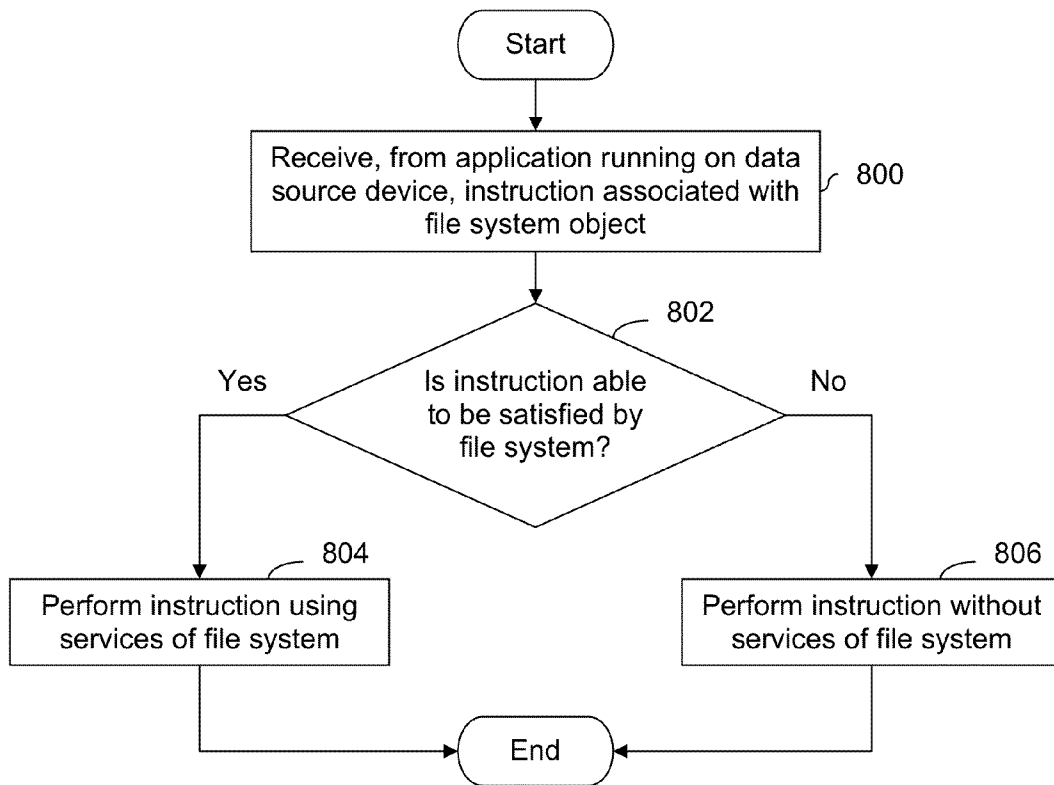 Start
Receive, from application running on data
source device, instruction associated with
file system object
800
802
Is instruction able
to be satisfied by
file system?
Yes
No
804
Perform instruction using
services of file system
806
Perform instruction without
services of file system
End